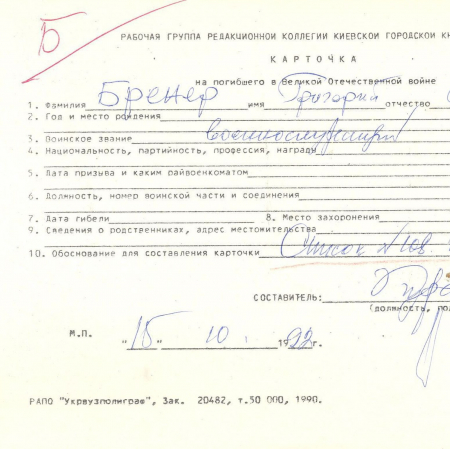 Б
РАБОЧАЯ ГРУППА РЕДАКЦИОННОЙ КОЛЛЕГИИ КИЕВСКОЙ ГОРОДСКОЙ КН
КАРТОЧКА
на погибшего в Великой Отечественной войне
1. Фамилия Бренер имя Григорий отчество
2. Год и место рождения
3. Воинское звание военнослужащий
4. Национальность, партийность, профессия, награды
5. Дата призыва и каким райвоенкоматом
6. Должность, номер воинской части и соединения
7. Дата гибели 8. Место захоронения
9. Сведения о родственниках, адрес местожительства
10. Обоснование для составления карточки Список №
СОСТАВИТЕЛЬ:
(должность, под
М.П. "15" 10. 1992г.
РАПО "Укрвузполиграф", Зак. 20482, т.50 000, 1990.